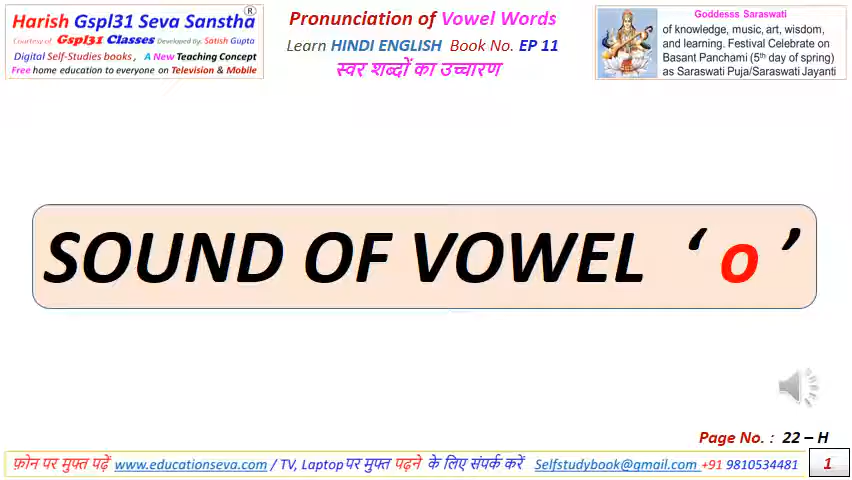 Harish Gspl31 Seva Sanstha ®
Courtesy of Gspl31 Classes Developed By. Satish Gupta
Digital Self-Studies books, A New Teaching Concept
Free home education to everyone on Television & Mobile
Pronunciation of Vowel Words
Learn HINDI ENGLISH Book No. EP 11
स्वर शब्दों का उच्चारण
Goddesss Saraswati
of knowledge, music, art, wisdom,
and learning. Festival Celebrate on
Basant Panchami (5th day of spring)
as Saraswati Puja/Saraswati Jayanti
SOUND OF VOWEL ‘ o ’
Page No. : 22 – H
फ़ोन पर मुफ्त पढ़ें www.educationseva.com / TV, Laptop पर मुफ्त पढ़ने के लिए संपर्क करें Selfstudybook@gmail.com +91 9810534481 1